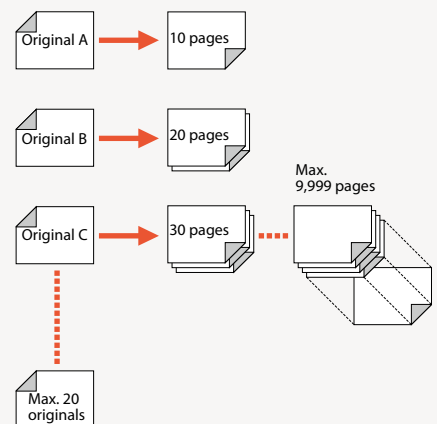 Original A
10 pages
Original B
20 pages
Max.
9,999 pages
Original C
30 pages
Max. 20
originals